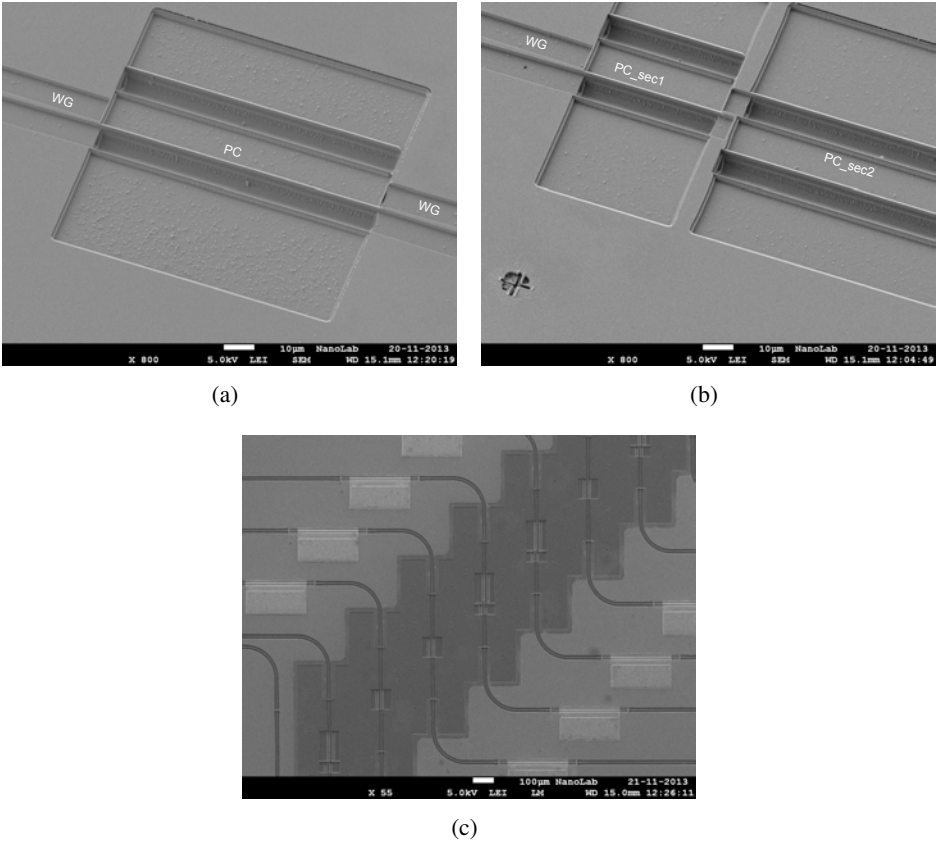 WG
PC
WG
10μm NanoLab 20-11-2013
X 800 5.0kV LEI SEM WD 15.1mm 12:20:19
(a)
WG
PC_sec1
PC_sec2
10μm NanoLab 20-11-2013
X 800 5.0kV LEI SEM WD 15.1mm 12:04:49
(b)
100μm NanoLab 21-11-2013
X 55 5.0kV LEI LM WD 15.0mm 12:26:11
(c)